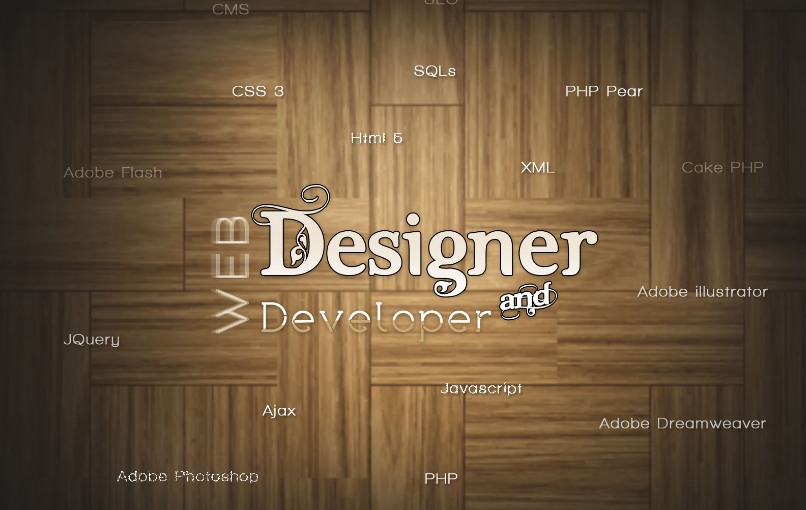 CMS
SEO
SQLs
CSS 3
PHP Pear
Html 5
XML
Cake PHP
Adobe Flash
WEB
Designer
and
Developer
Adobe illustrator
JQuery
Javascript
Ajax
Adobe Dreamweaver
Adobe Photoshop
PHP